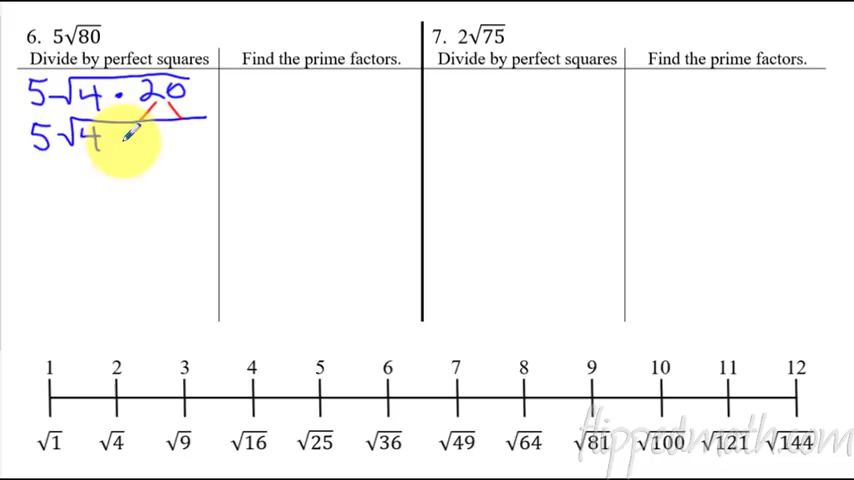 6. 5√80
Divide by perfect squares
Find the prime factors.
5√4 · 20
5√4
7. 2√75
Divide by perfect squares
Find the prime factors.
1 2 3 4 5 6 7 8 9 10 11 12
√1 √4 √9 √16 √25 √36 √49 √64 √81 √100 √121 √144
flippedmath.com